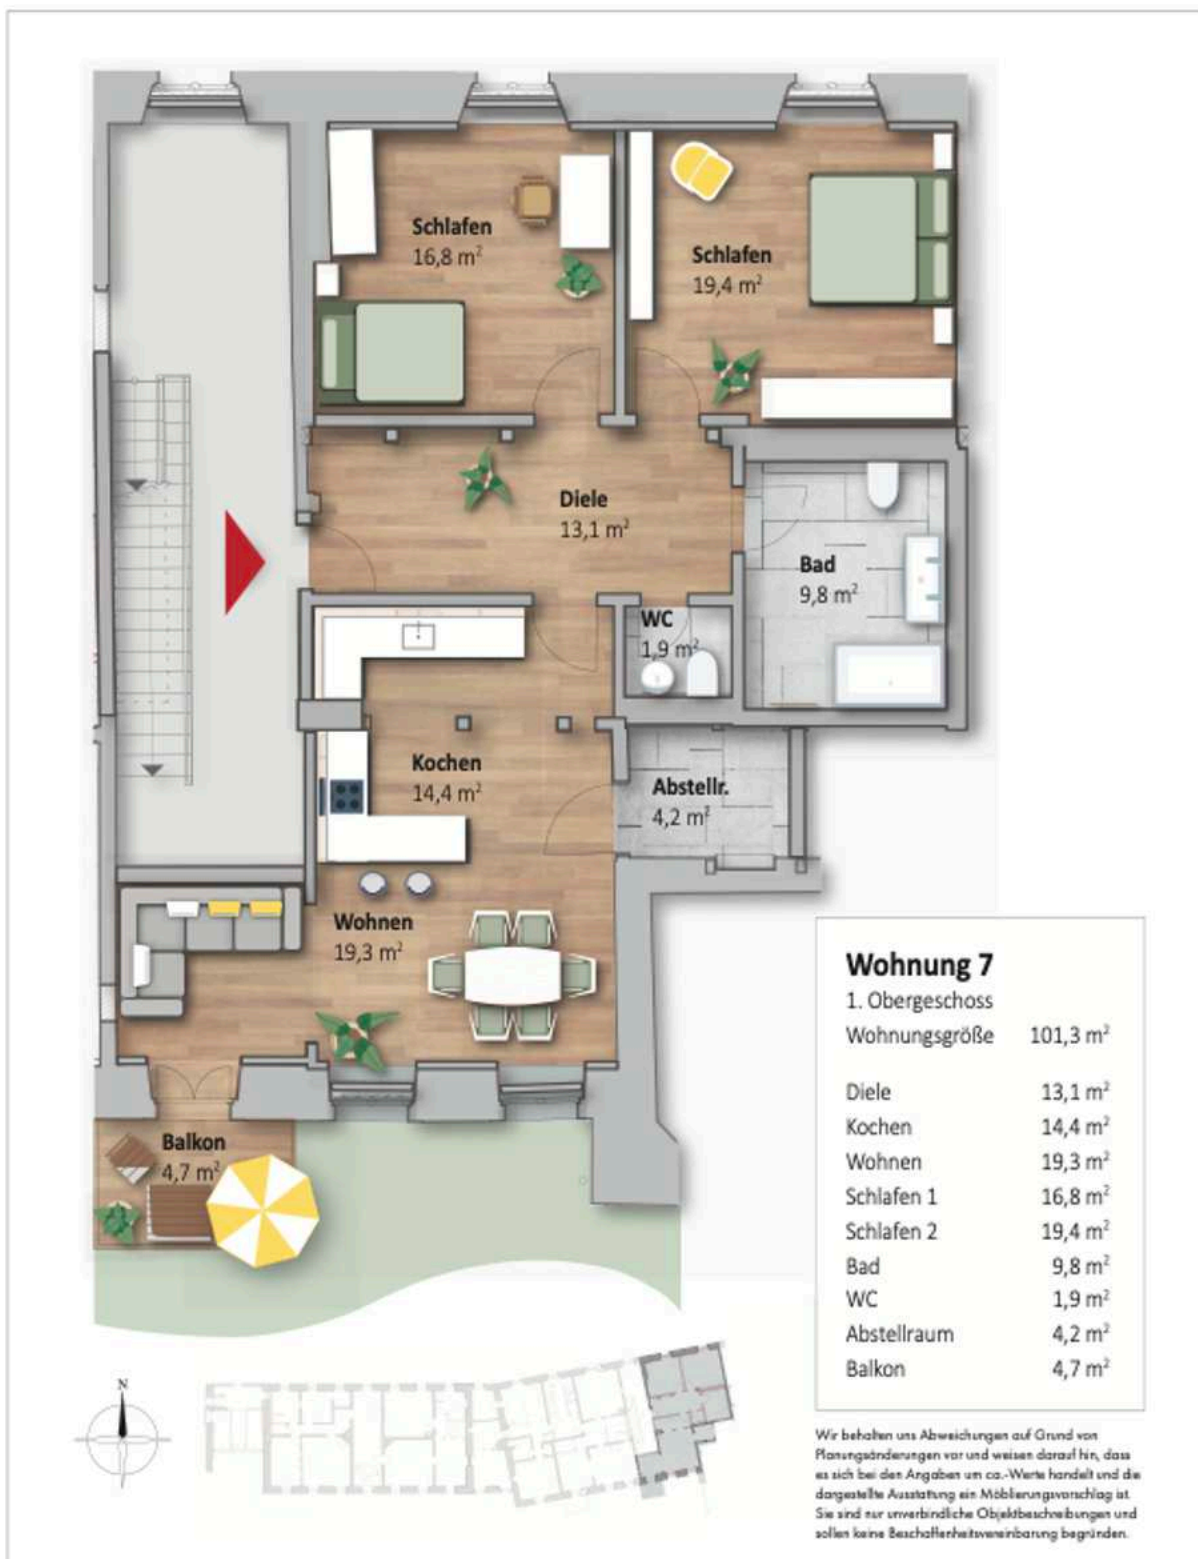 Schlafen
16,8 m²
Schlafen
19,4 m²
Diele
13,1 m²
Bad
9,8 m²
WC
1,9 m²
Kochen
14,4 m²
Abstellr.
4,2 m²
Wohnen
19,3 m²
Balkon
4,7 m²
Wohnung 7
1. Obergeschoss
Wohnungsgröße 101,3 m²
Diele 13,1 m²
Kochen 14,4 m²
Wohnen 19,3 m²
Schlafen 1 16,8 m²
Schlafen 2 19,4 m²
Bad 9,8 m²
WC 1,9 m²
Abstellraum 4,2 m²
Balkon 4,7 m²
N
Wir behalten uns Abweichungen auf Grund von
Planungsänderungen vor und weisen darauf hin, dass
es sich bei den Angaben um ca.-Werte handelt und die
dargestellte Ausstattung ein Möblierungsvorschlag ist.
Sie sind nur unverbindliche Objektbeschreibungen und
sollen keine Beschaffenheitsvereinbarung begründen.